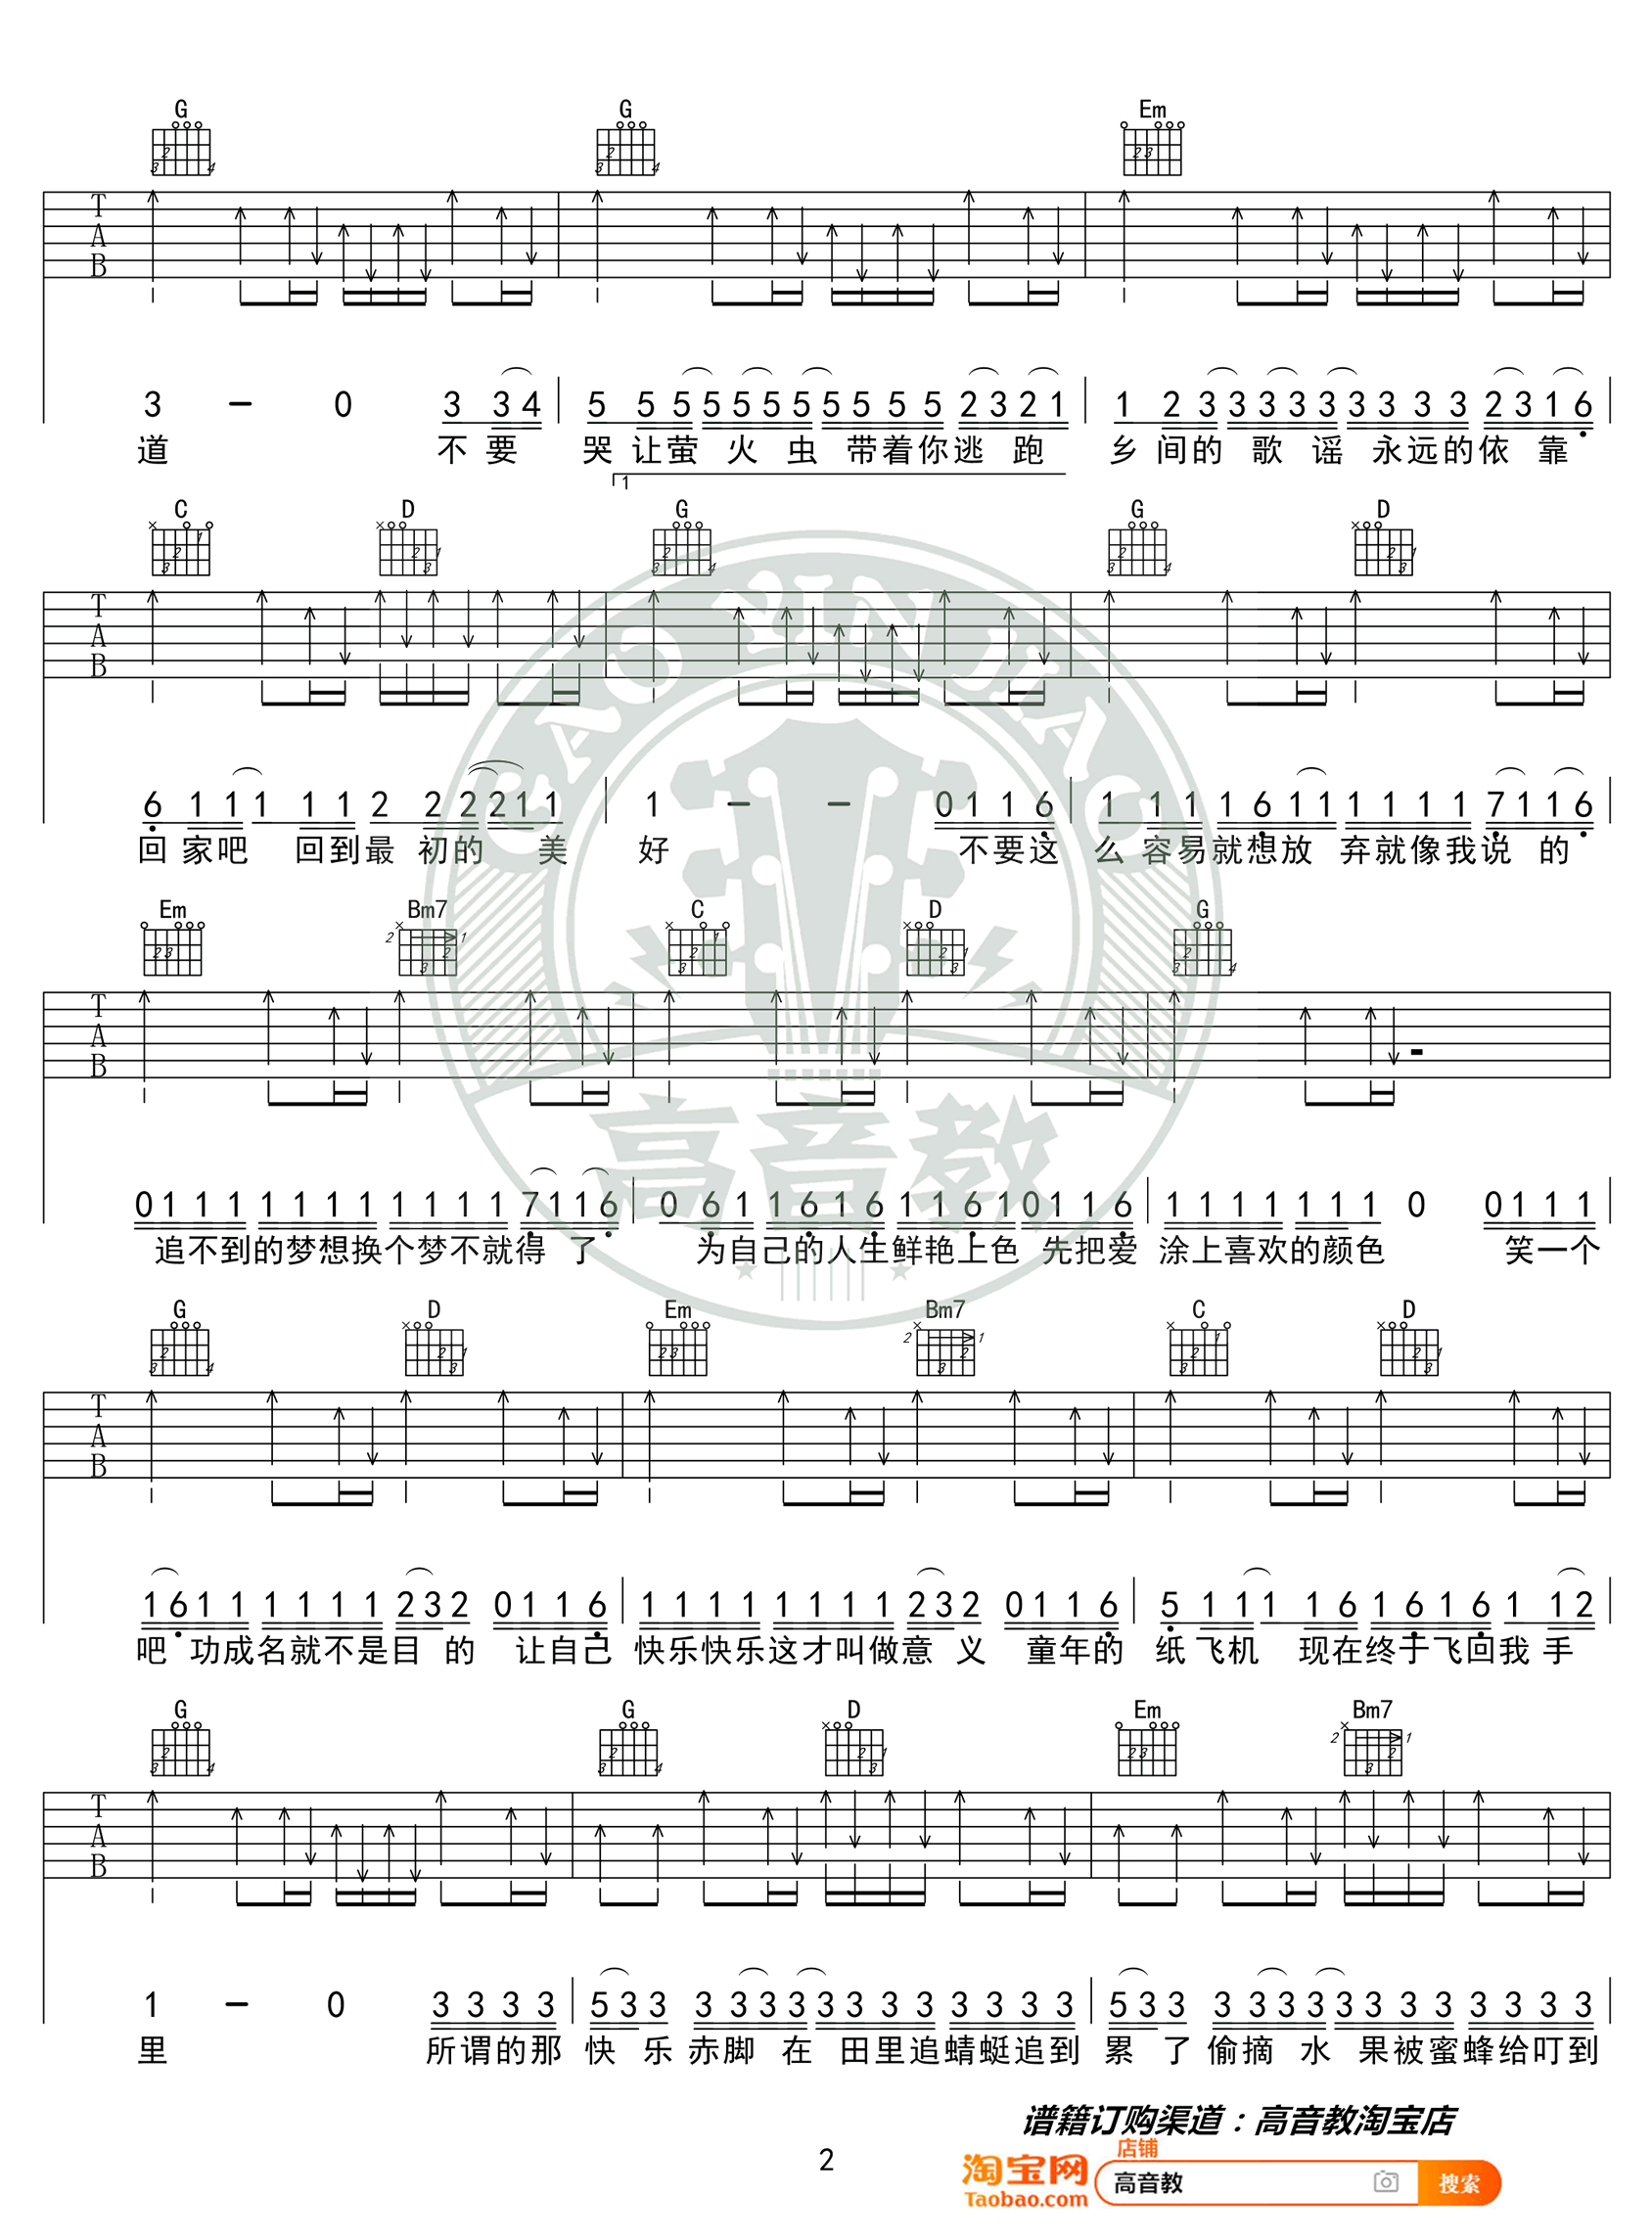 G G Em
T
A
B
3 - 0 3 3 4 5 5 5 5 5 5 5 5 5 5 5 2 3 2 1 1 2 3 3 3 3 3 3 3 3 3 2 3 1 6
道 不 要 哭 让萤 火 虫 带着你逃 跑 乡 间的 歌 谣 永远的依 靠
1
C D G G D
T
A
B
6 1 1 1 1 1 2 2 2 2 1 1 1 - - 0 1 1 6 1 1 1 1 6 1 1 1 1 1 1 7 1 1 6
回 家吧 回到最 初的 美 好 不要这 么 容易就想放 弃就像我说 的
Em Bm7 C D G
T
A
B
0 1 1 1 1 1 1 1 1 1 1 1 7 1 1 6 0 6 1 1 6 1 6 1 1 6 1 0 1 1 6 1 1 1 1 1 1 1 0 0 1 1 1
追不到的梦想换个梦不就得 了 为自己的人生鲜艳上色 先把爱 涂上喜欢的颜色 笑一个
G D Em Bm7 C D
T
A
B
1 6 1 1 1 1 1 1 2 3 2 0 1 1 6 1 1 1 1 1 1 1 1 2 3 2 0 1 1 6 5 1 1 1 1 6 1 6 1 6 1 1 2
吧 功成名就不是目 的 让自己 快乐快乐这才叫做意 义 童年的 纸 飞机 现在终于飞回我 手
G G D Em Bm7
T
A
B
1 - 0 3 3 3 3 5 3 3 3 3 3 3 3 3 3 3 3 3 3 3 5 3 3 3 3 3 3 3 3 3 3 3 3 3 3
里 所谓的那 快 乐 赤脚 在 田里追蜻蜓追到 累 了 偷摘 水 果被蜜蜂给叮到
GAO YIN JIAO
高音教
谱籍订购渠道：高音教淘宝店
2
淘宝网
Taobao.com
店铺
高音教
搜索